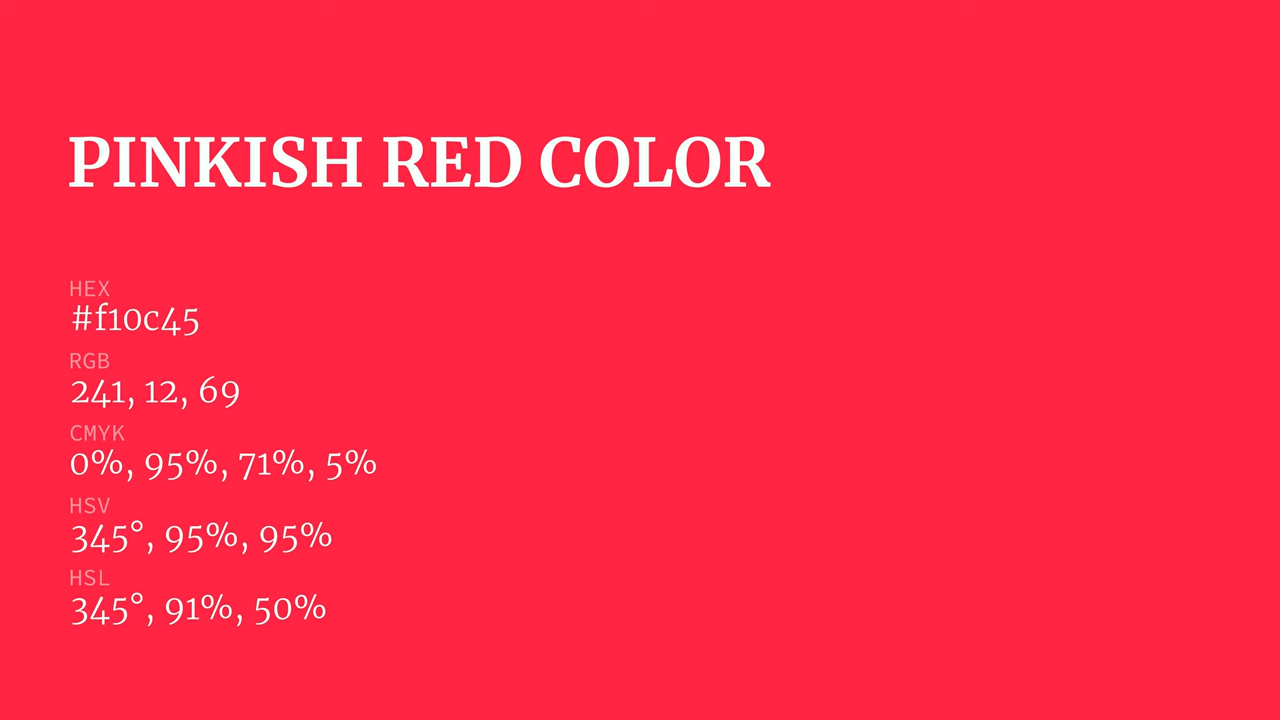 PINKISH RED COLOR
HEX
#f10c45
RGB
241, 12, 69
CMYK
0%, 95%, 71%, 5%
HSV
345°, 95%, 95%
HSL
345°, 91%, 50%